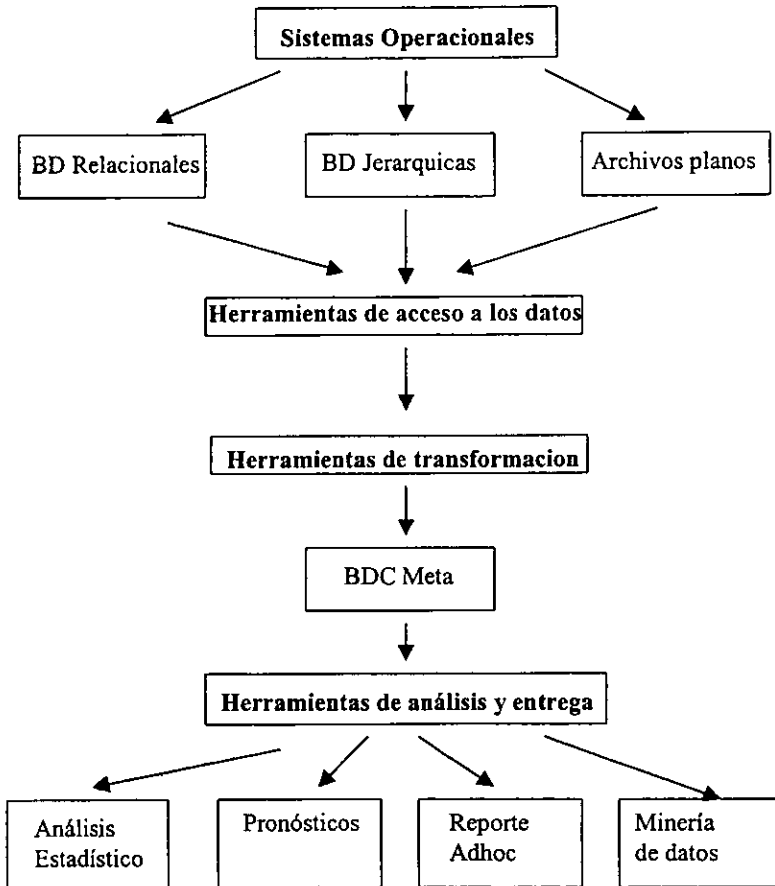 Sistemas Operacionales
BD Relacionales
BD Jerarquicas
Archivos planos
Herramientas de acceso a los datos
Herramientas de transformacion
BDC Meta
Herramientas de análisis y entrega
Análisis
Estadístico
Pronósticos
Reporte
Adhoc
Minería
de datos